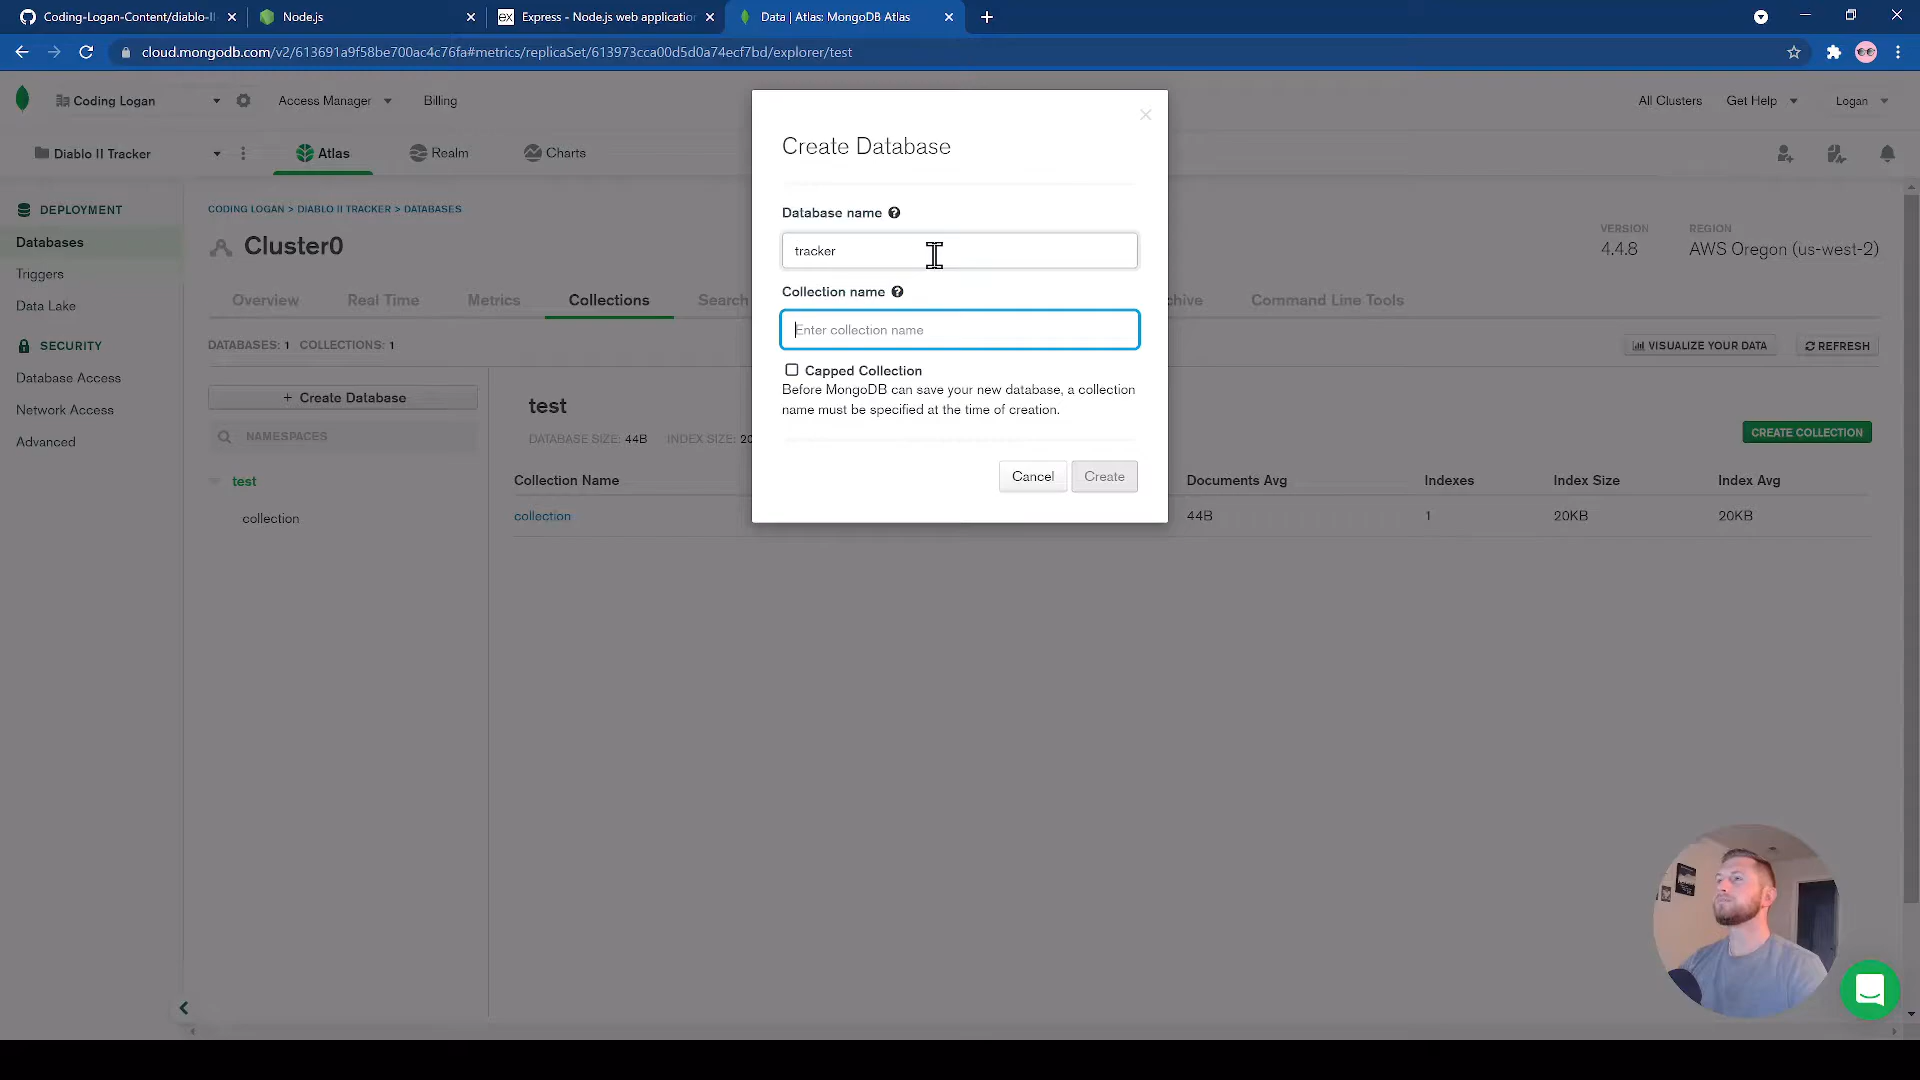 Coding-Logan-Content/diablo-II-
Node.js
ex
Express - Node.js web application
Data | Atlas: MongoDB Atlas
cloud.mongodb.com/v2/613691a9f58be700ac4c76fa#metrics/replicaSet/613973cca00d5d0a74ecf7bd/explorer/test
Coding Logan
Access Manager
Billing
All Clusters
Get Help
Logan
Diablo II Tracker
Atlas
Realm
Charts
DEPLOYMENT
Databases
Triggers
Data Lake
SECURITY
Database Access
Network Access
Advanced
CODING LOGAN > DIABLO II TRACKER > DATABASES
Cluster0
VERSION
4.4.8
REGION
AWS Oregon (us-west-2)
Overview
Real Time
Metrics
Collections
Search
Command Line Tools
DATABASES: 1 COLLECTIONS: 1
VISUALIZE YOUR DATA
REFRESH
+ Create Database
NAMESPACES
test
collection
test
DATABASE SIZE: 44B INDEX SIZE: 20
CREATE COLLECTION
Collection Name
Documents Avg
Indexes
Index Size
Index Avg
collection
44B
1
20KB
20KB
Create Database
Database name
tracker
Collection name
Enter collection name
Capped Collection
Before MongoDB can save your new database, a collection
name must be specified at the time of creation.
Cancel
Create